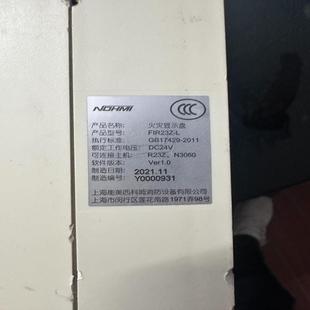 NOHMI
CCC
产品名称: 火灾显示盘
产品型号: FIR23Z-L
执行标准: GB17429-2011
额定工作电压: DC24V
可连接主机: R23Z、N3060
软件版本: Ver1.0
制造日期: 2021.11
制造编号: Y0000931
上海能美西科姆消防设备有限公司
上海市闵行区莲花南路1971弄98号